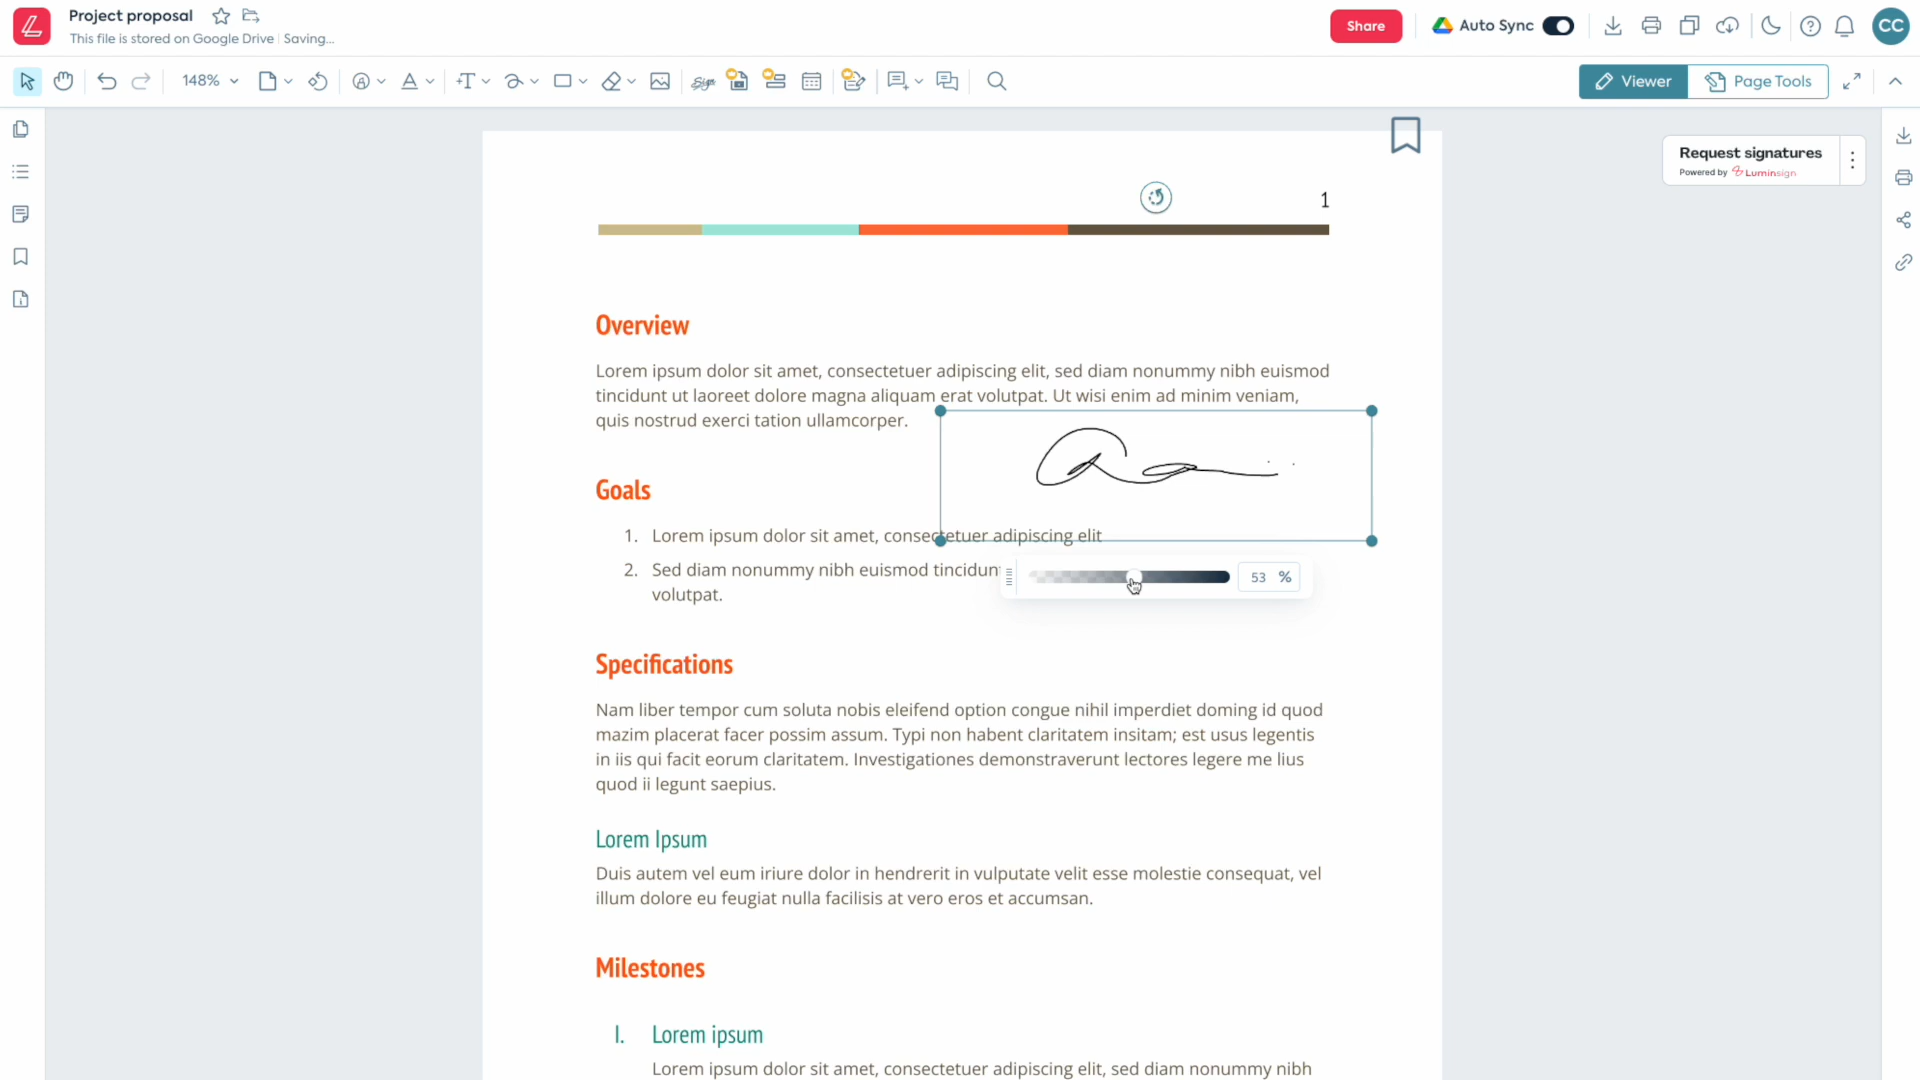 Project proposal
This file is stored on Google Drive Saving...
Share
Auto Sync
CC
148%
Sign
Viewer
Page Tools
Request signatures
Powered by Luminsign
1
Overview
Lorem ipsum dolor sit amet, consectetuer adipiscing elit, sed diam nonummy nibh euismod
tincidunt ut laoreet dolore magna aliquam erat volutpat. Ut wisi enim ad minim veniam,
quis nostrud exerci tation ullamcorper.
Goals
1. Lorem ipsum dolor sit amet, consectetuer adipiscing elit
2. Sed diam nonummy nibh euismod tincidunt
volutpat.
53 %
Specifications
Nam liber tempor cum soluta nobis eleifend option congue nihil imperdiet doming id quod
mazim placerat facer possim assum. Typi non habent claritatem insitam; est usus legentis
in iis qui facit eorum claritatem. Investigationes demonstraverunt lectores legere me lius
quod ii legunt saepius.
Lorem Ipsum
Duis autem vel eum iriure dolor in hendrerit in vulputate velit esse molestie consequat, vel
illum dolore eu feugiat nulla facilisis at vero eros et accumsan.
Milestones
I. Lorem ipsum
Lorem ipsum dolor sit amet, consectetuer adipiscing elit, sed diam nonummy nibh